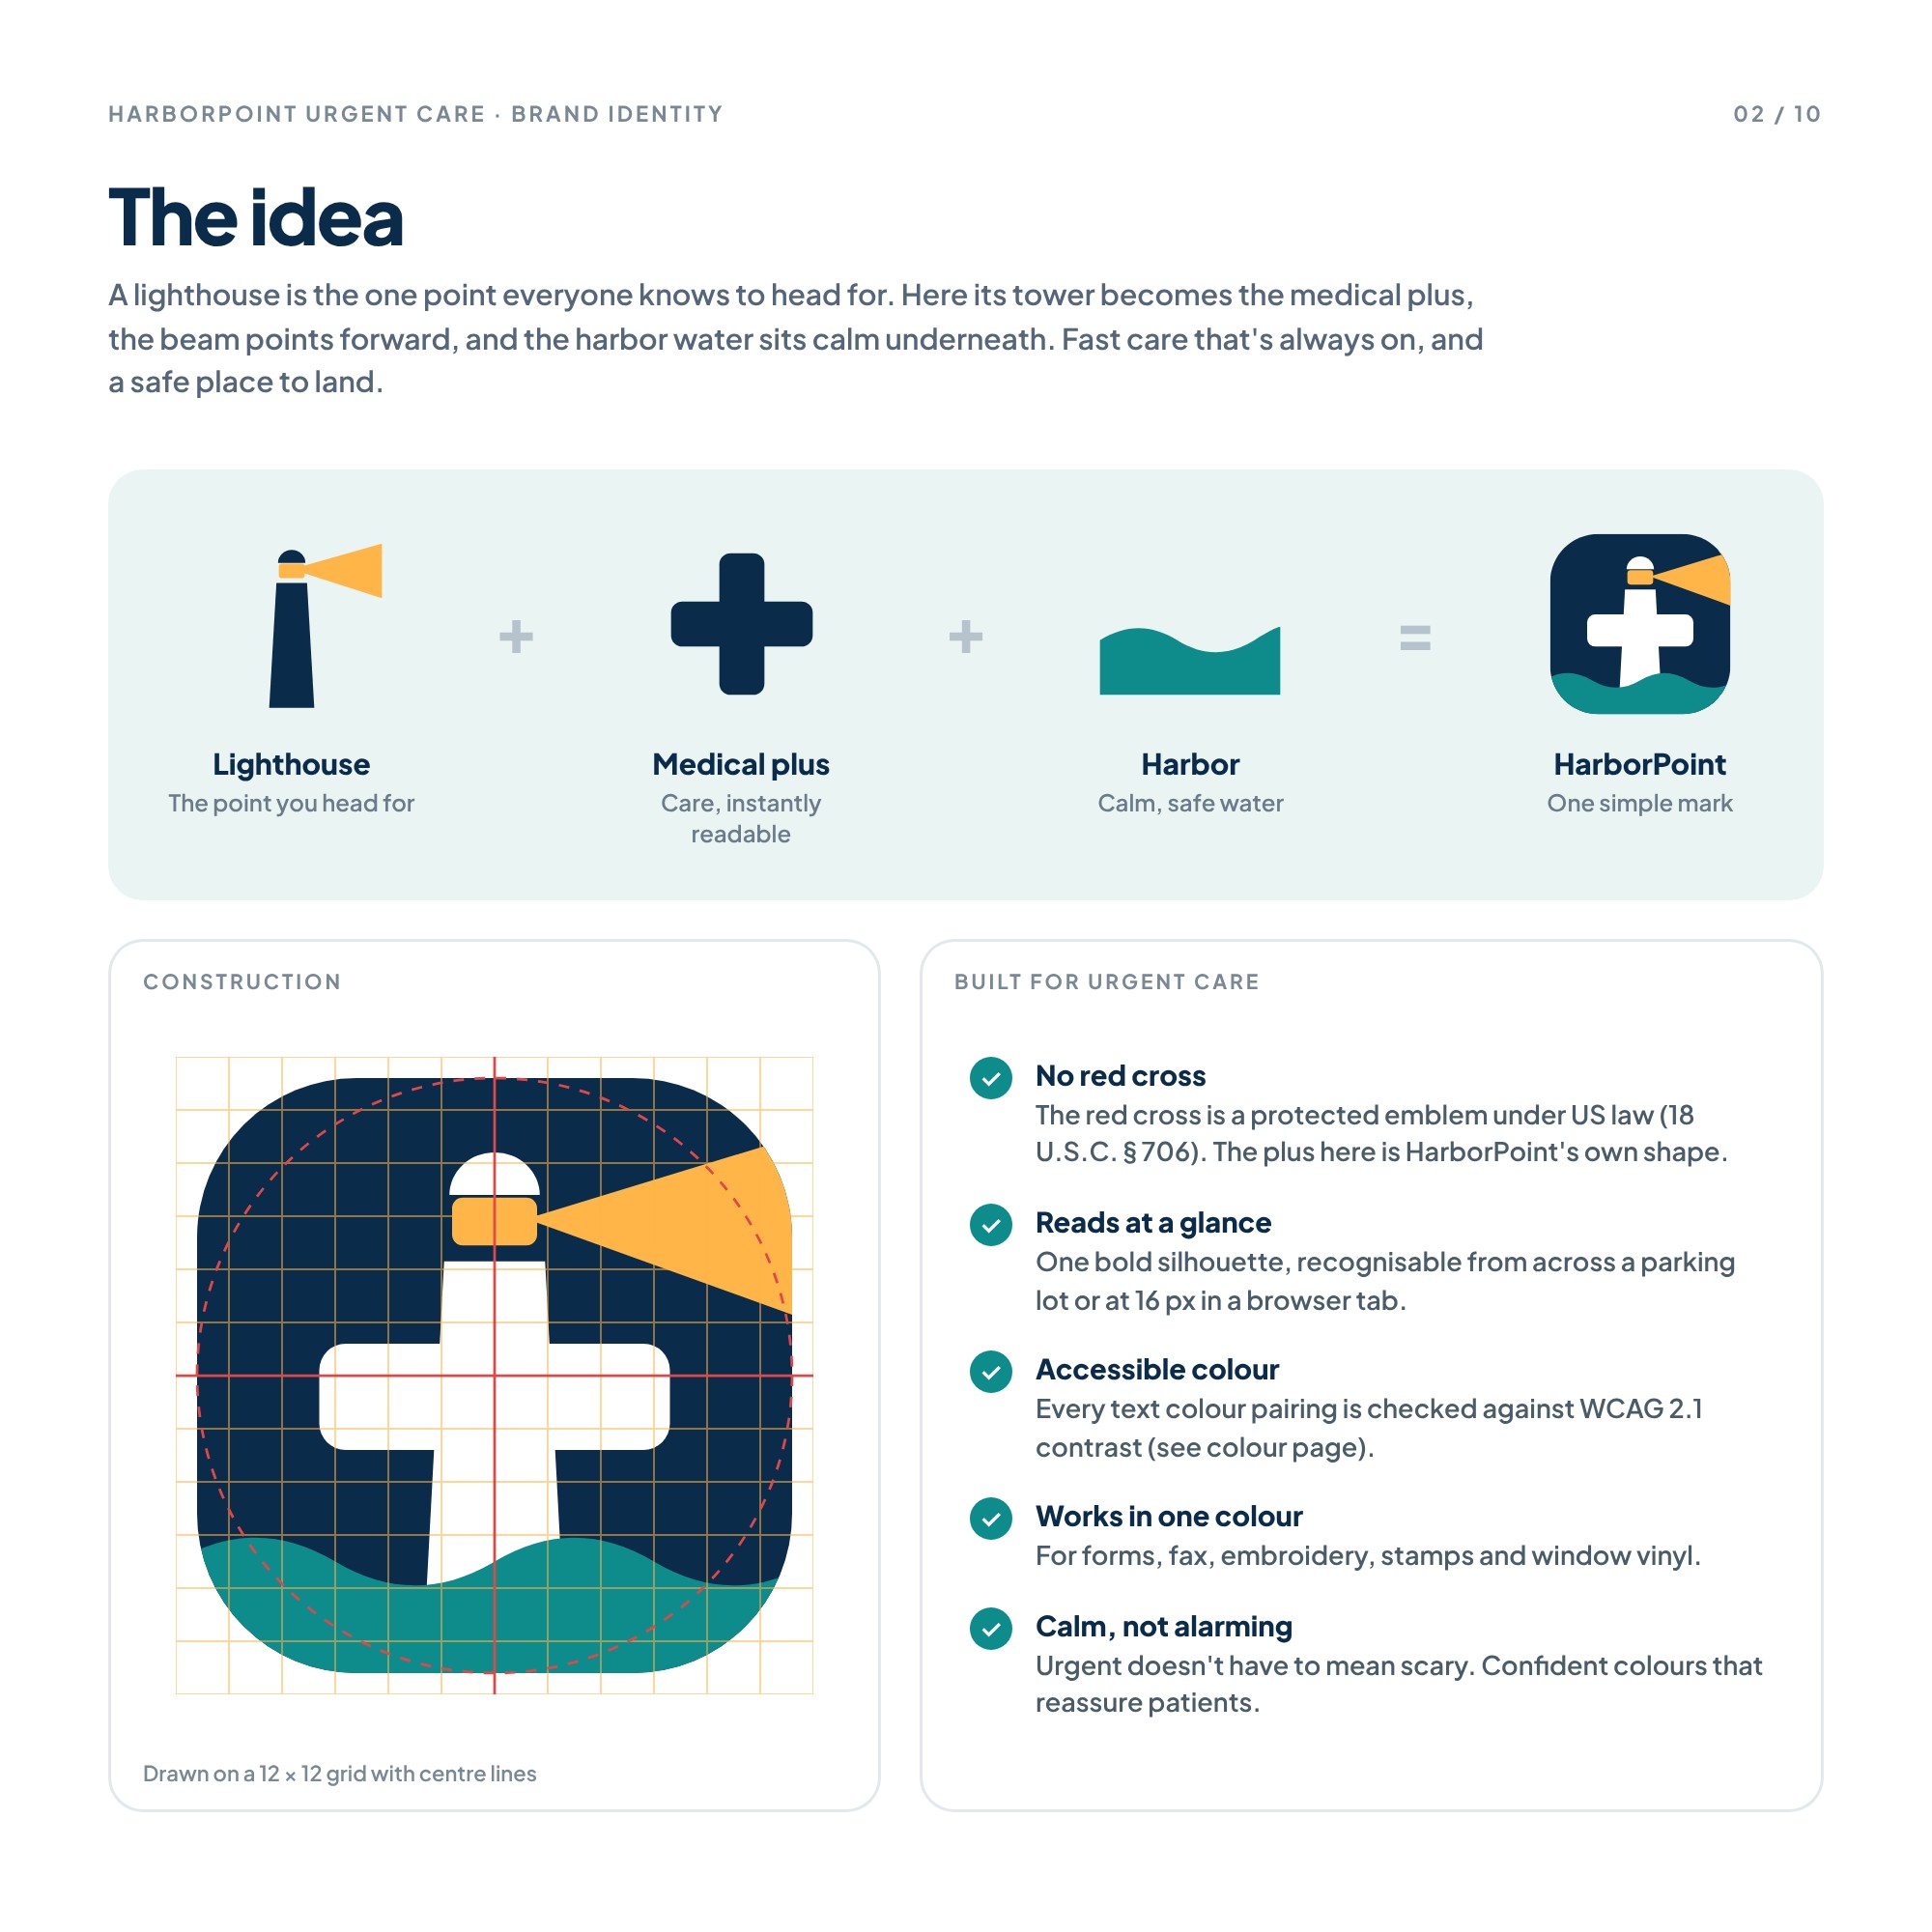 HARBORPOINT URGENT CARE · BRAND IDENTITY
02 / 10
The idea
A lighthouse is the one point everyone knows to head for. Here its tower becomes the medical plus,
the beam points forward, and the harbor water sits calm underneath. Fast care that's always on, and
a safe place to land.
+
+
=
Lighthouse
The point you head for
Medical plus
Care, instantly
readable
Harbor
Calm, safe water
HarborPoint
One simple mark
CONSTRUCTION
Drawn on a 12 × 12 grid with centre lines
BUILT FOR URGENT CARE
No red cross
The red cross is a protected emblem under US law (18
U.S.C. § 706). The plus here is HarborPoint's own shape.
Reads at a glance
One bold silhouette, recognisable from across a parking
lot or at 16 px in a browser tab.
Accessible colour
Every text colour pairing is checked against WCAG 2.1
contrast (see colour page).
Works in one colour
For forms, fax, embroidery, stamps and window vinyl.
Calm, not alarming
Urgent doesn't have to mean scary. Confident colours that
reassure patients.